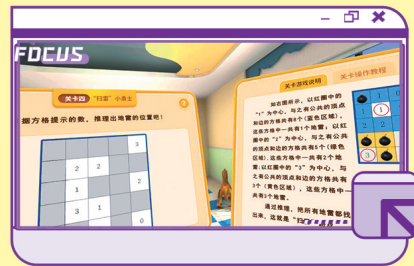 FOCUS
关卡四 "扫雷"小勇士
据方格提示的数，推理出地雷的位置吧！
3
2 2
1 2
3 1
0
关卡游戏说明
关卡操作教程
如右图所示，以红圈中的
"1"为中心，与之有公共的顶点
和边的方格共有8个（蓝色区域），
这些方格中一共有1个地雷；以红
圈中的"2"为中心，与之有公共
的顶点和边的方格共有5个（绿色
区域），这些方格中一共有2个地
雷；以红圈中的"3"为中心，与
之有公共的顶点和边的方格共有
3个（黄色区域），这些方格中一
共有3个地雷。
通过推理，把所有地雷都找
出来，这就是"扫
1
1
2 2
3